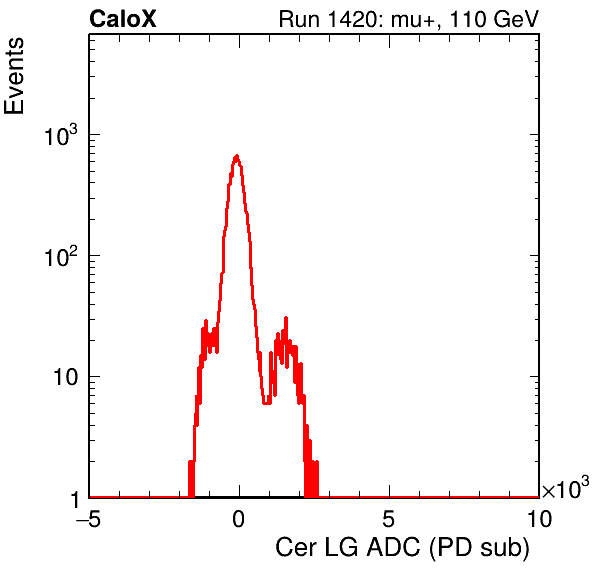 CaloX Run 1420: mu+, 110 GeV
Events
10³
10²
10
1
−5 0 5 10 ×10³
Cer LG ADC (PD sub)